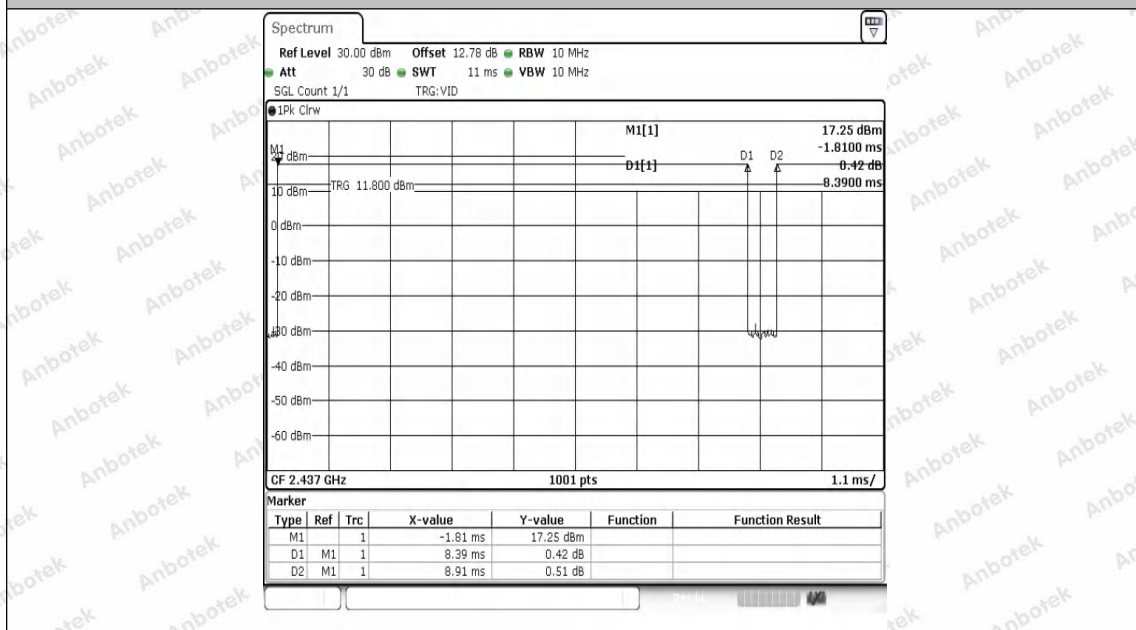 Spectrum
Ref Level 30.00 dBm Offset 12.78 dB RBW 10 MHz
Att 30 dB SWT 11 ms VBW 10 MHz
SGL Count 1/1 TRG:VID
1Pk Clrw
M1[1] 17.25 dBm
-1.8100 ms
D1[1] 0.42 dB
8.3900 ms
M1
D1 D2
20 dBm
TRG 11.800 dBm
10 dBm
0 dBm
-10 dBm
-20 dBm
-30 dBm
-40 dBm
-50 dBm
-60 dBm
CF 2.437 GHz 1001 pts 1.1 ms/
Marker
Type Ref Trc X-value Y-value Function Function Result
M1 1 -1.81 ms 17.25 dBm
D1 M1 1 8.39 ms 0.42 dB
D2 M1 1 8.91 ms 0.51 dB
Anbotek